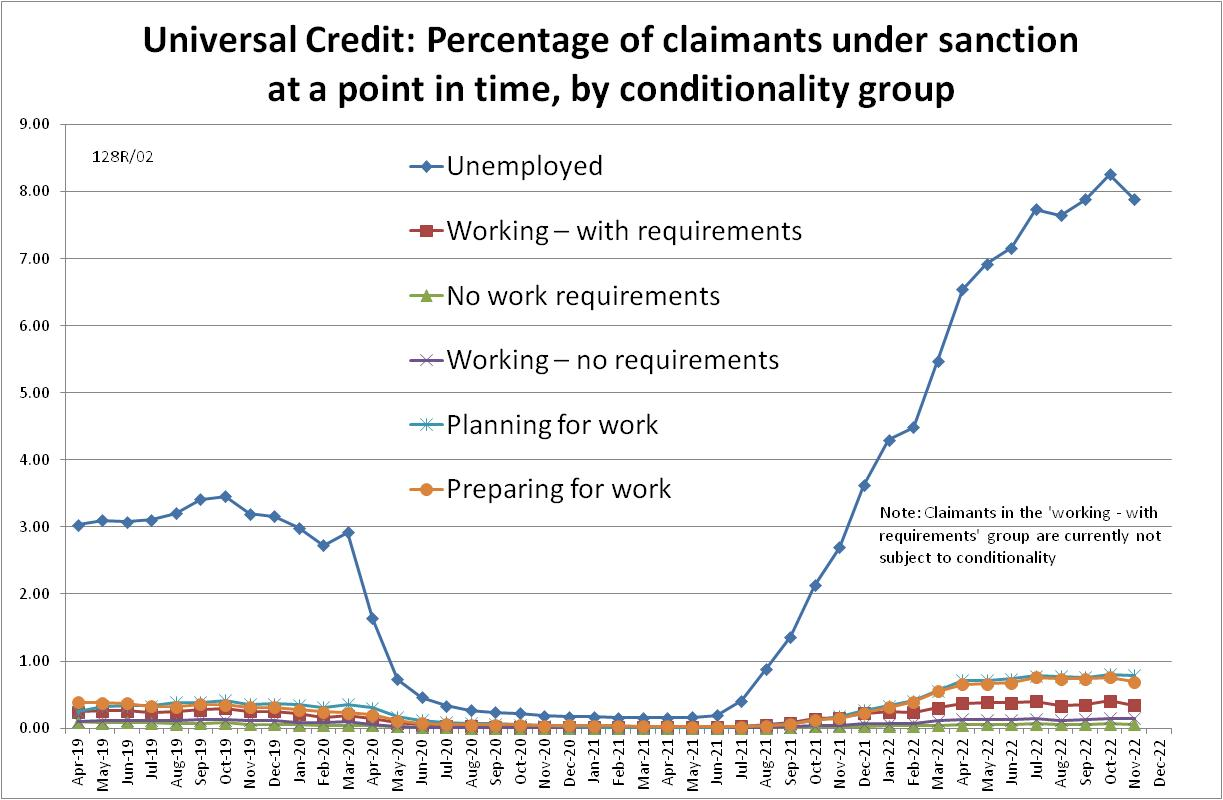 Universal Credit: Percentage of claimants under sanction
at a point in time, by conditionality group
9.00
128R/02
8.00
7.00
6.00
5.00
4.00
3.00
2.00
1.00
0.00
Unemployed
Working – with requirements
No work requirements
Working – no requirements
Planning for work
Preparing for work
Note: Claimants in the 'working - with
requirements' group are currently not
subject to conditionality
Apr-19
May-19
Jun-19
Jul-19
Aug-19
Sep-19
Oct-19
Nov-19
Dec-19
Jan-20
Feb-20
Mar-20
Apr-20
May-20
Jun-20
Jul-20
Aug-20
Sep-20
Oct-20
Nov-20
Dec-20
Jan-21
Feb-21
Mar-21
Apr-21
May-21
Jun-21
Jul-21
Aug-21
Sep-21
Oct-21
Nov-21
Dec-21
Jan-22
Feb-22
Mar-22
Apr-22
May-22
Jun-22
Jul-22
Aug-22
Sep-22
Oct-22
Nov-22
Dec-22